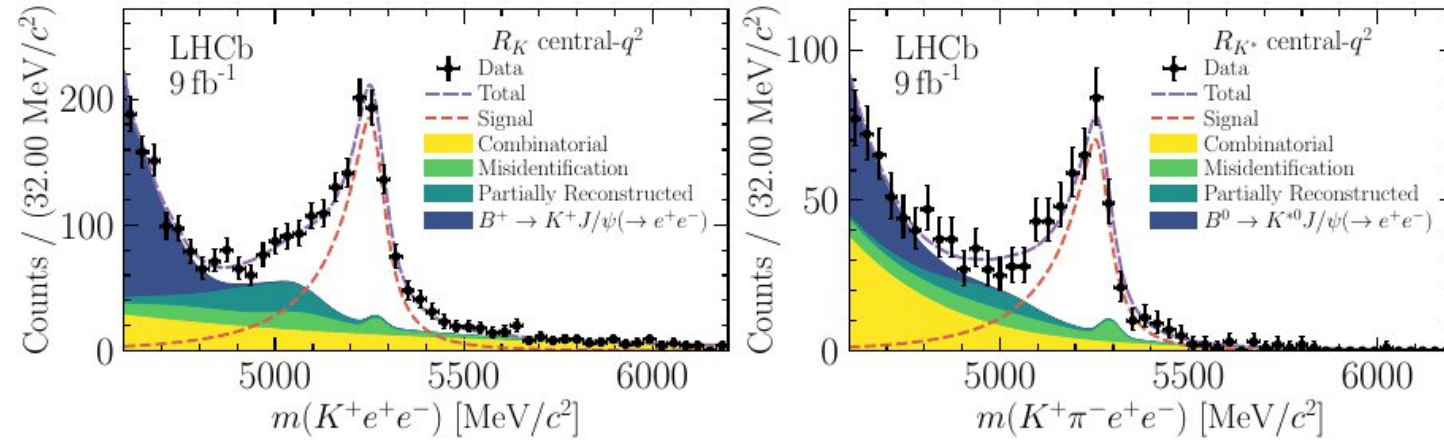 Counts / (32.00 MeV/c²)
200
100
0
LHCb
9 fb⁻¹
R_K central-q²
Data
Total
Signal
Combinatorial
Misidentification
Partially Reconstructed
B⁺ → K⁺J/ψ(→ e⁺e⁻)
5000 5500 6000
m(K⁺e⁺e⁻) [MeV/c²]
Counts / (32.00 MeV/c²)
100
50
0
LHCb
9 fb⁻¹
R_K* central-q²
Data
Total
Signal
Combinatorial
Misidentification
Partially Reconstructed
B⁰ → K*⁰J/ψ(→ e⁺e⁻)
5000 5500 6000
m(K⁺π⁻e⁺e⁻) [MeV/c²]